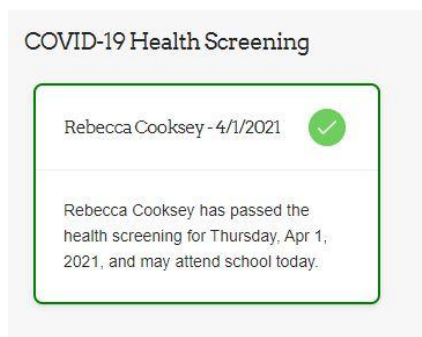 COVID-19 Health Screening
Rebecca Cooksey - 4/1/2021
Rebecca Cooksey has passed the
health screening for Thursday, Apr 1,
2021, and may attend school today.